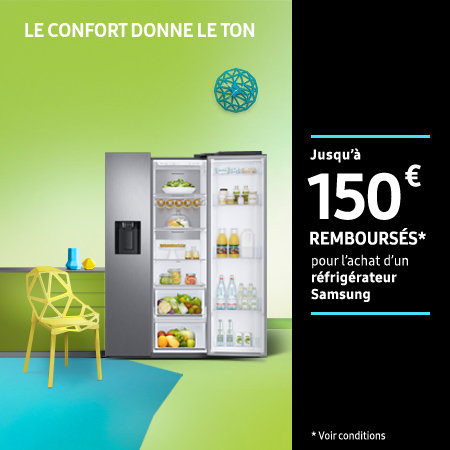 LE CONFORT DONNE LE TON
Jusqu'à
150€
REMBOURSÉS*
pour l'achat d'un
réfrigérateur
Samsung
* Voir conditions